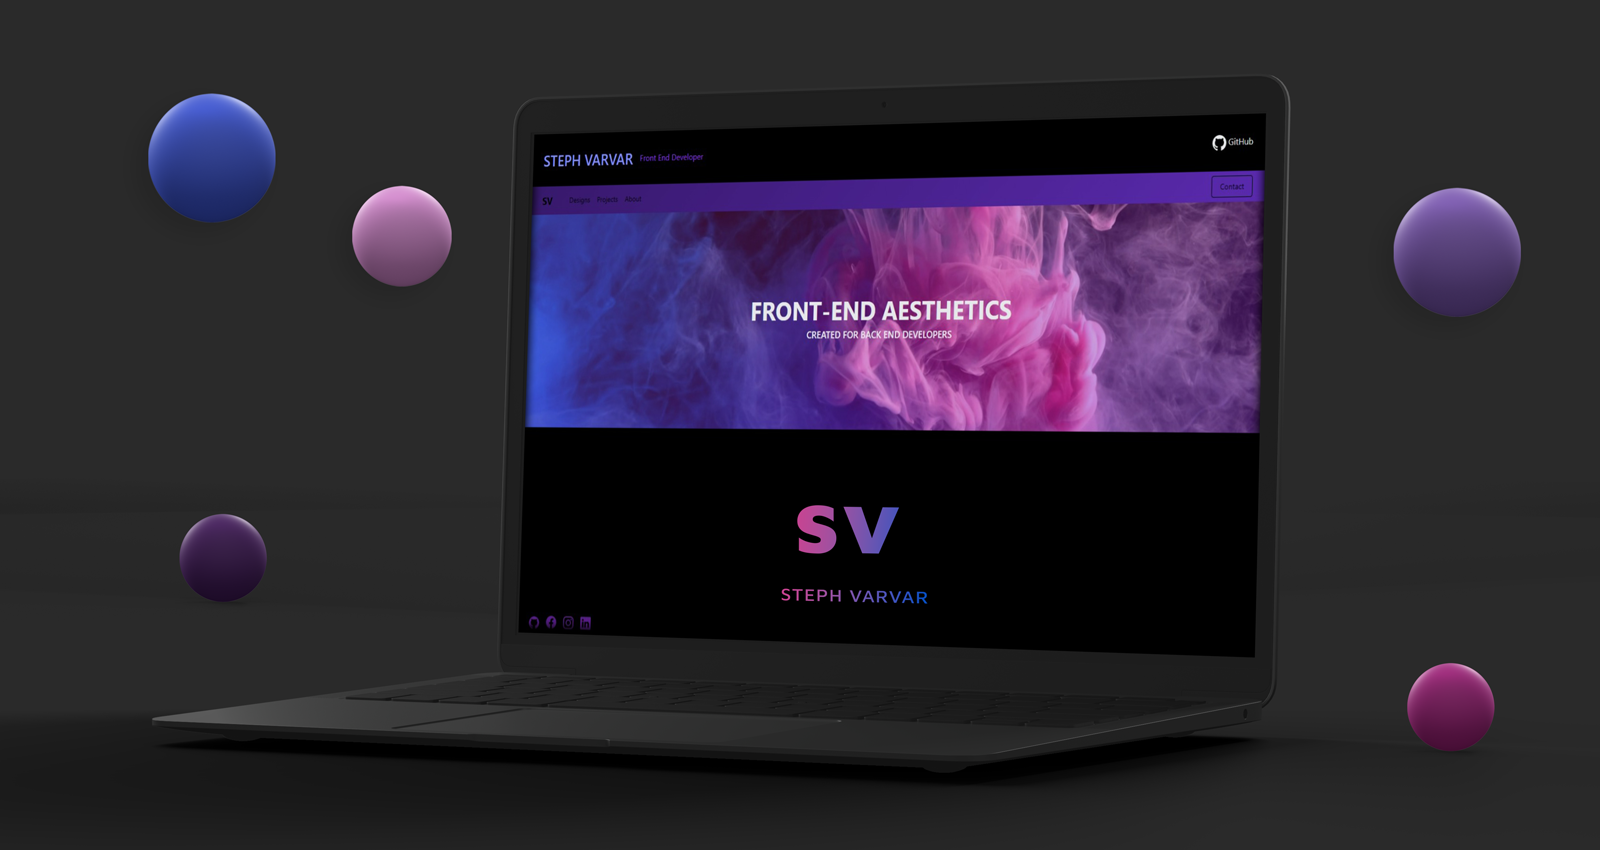 STEPH VARVAR Front End Developer
GitHub
SV Designs Projects About
Contact
FRONT-END AESTHETICS
CREATED FOR BACK END DEVELOPERS
SV
STEPH VARVAR